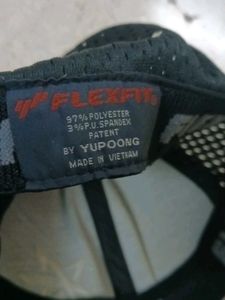 FLEXFIT®
97% POLYESTER
3% P.U. SPANDEX
PATENT
BY YUPOONG
MADE IN VIETNAM